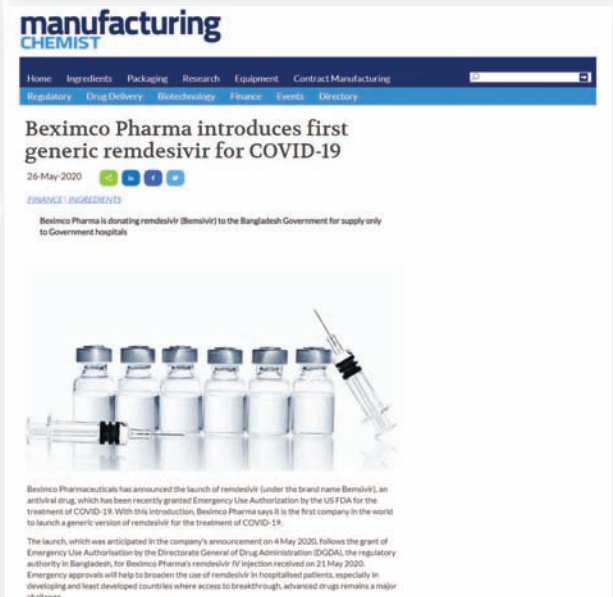 manufacturing
CHEMIST
Home Ingredients Packaging Research Equipment Contract Manufacturing
Regulatory Drug Delivery Biotechnology Finance Events Directory
Beximco Pharma introduces first
generic remdesivir for COVID-19
26-May-2020
FINANCE | INGREDIENTS
Beximco Pharma is donating remdesivir (Bemsivir) to the Bangladesh Government for supply only
to Government hospitals
Beximco Pharmaceuticals has announced the launch of remdesivir (under the brand name Bemsivir), an
antiviral drug, which has been recently granted Emergency Use Authorization by the US FDA for the
treatment of COVID-19. With this introduction, Beximco Pharma says it is the first company in the world
to launch a generic version of remdesivir for the treatment of COVID-19.
The launch, which was anticipated in the company's announcement on 4 May 2020, follows the grant of
Emergency Use Authorisation by the Directorate General of Drug Administration (DGDA), the regulatory
authority in Bangladesh, for Beximco Pharma's remdesivir IV injection received on 21 May 2020.
Emergency approvals will help to broaden the use of remdesivir in hospitalised patients, especially in
developing and least developed countries where access to breakthrough, advanced drugs remains a major
challenge.